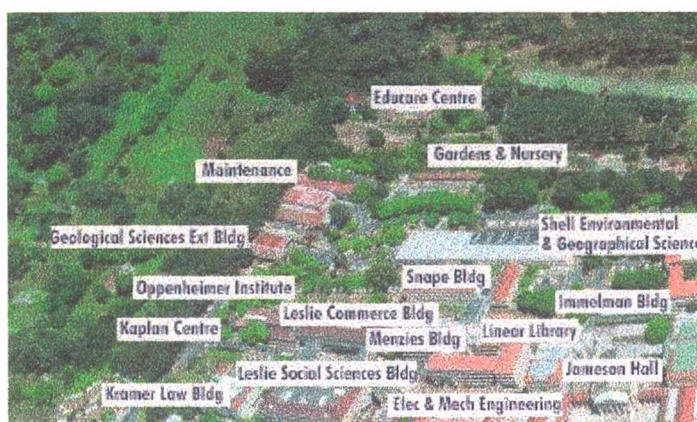 Educare Centre
Gardens & Nursery
Maintenance
Shell Environmental
& Geographical Science
Geological Sciences Ext Bldg
Snape Bldg
Oppenheimer Institute
Immelman Bldg
Leslie Commerce Bldg
Kaplan Centre
Menzies Bldg
Linear Library
Leslie Social Sciences Bldg
Jameson Hall
Kramer Law Bldg
Elec & Mech Engineering